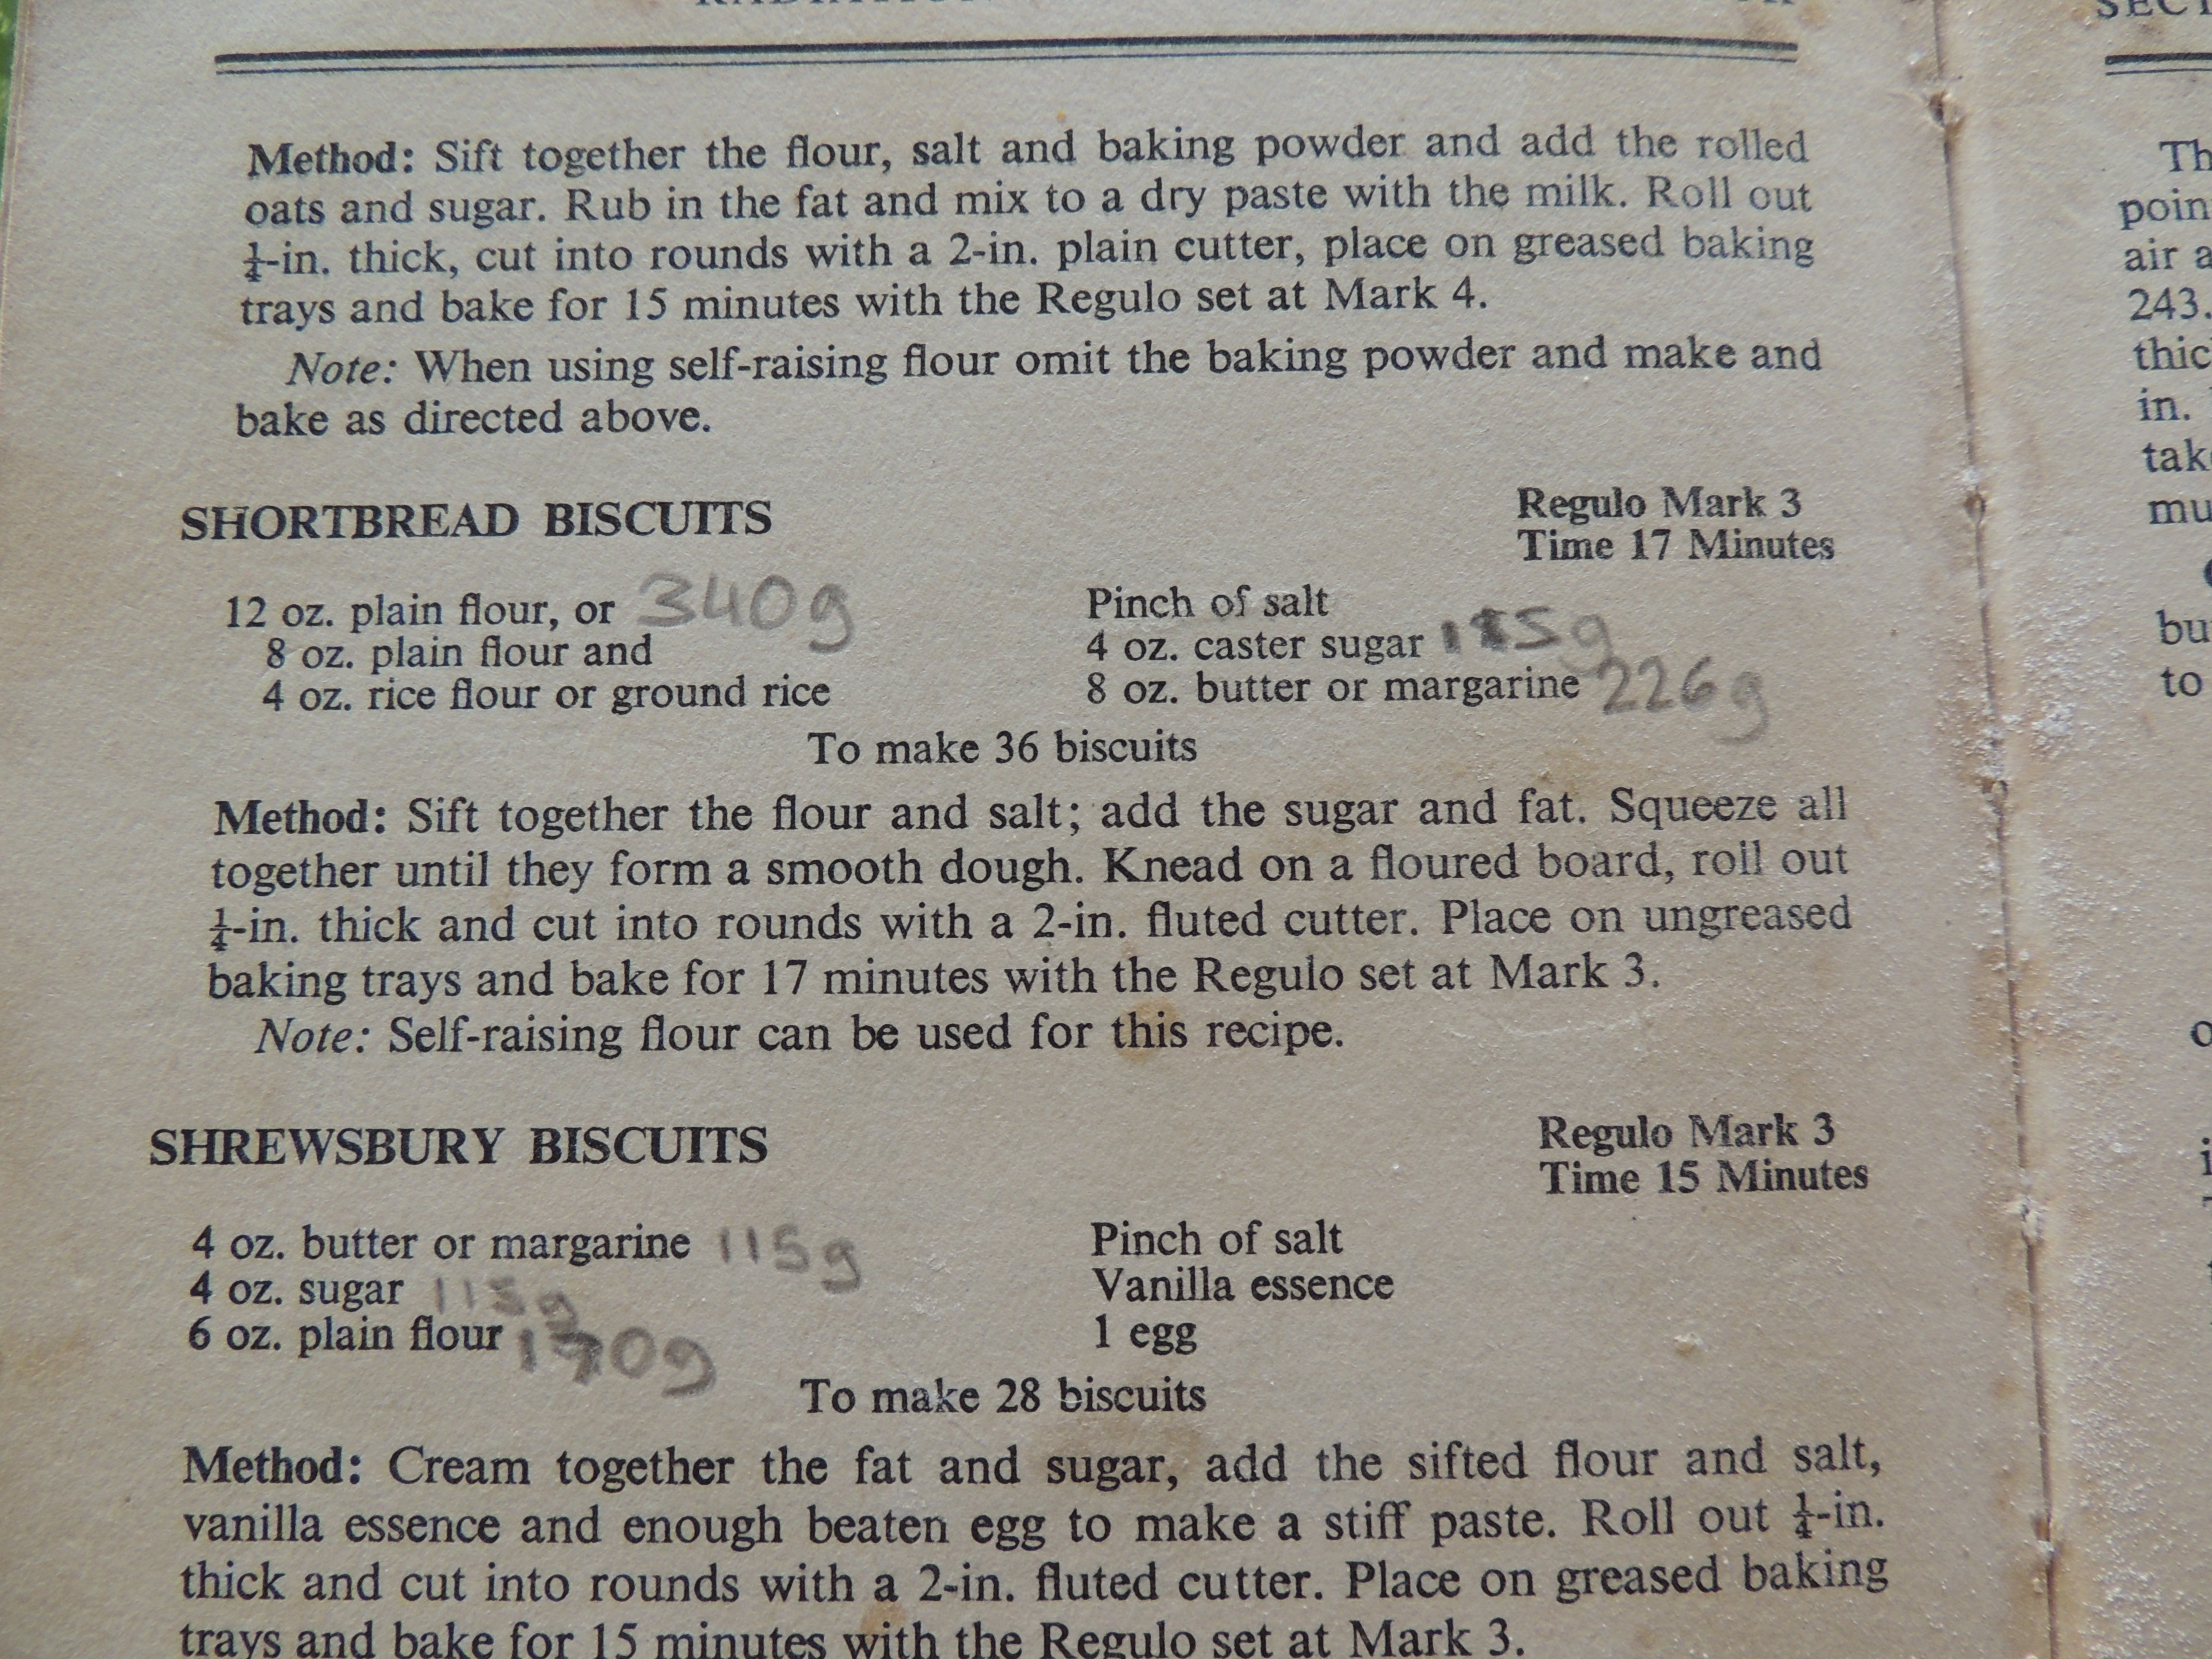 Method: Sift together the flour, salt and baking powder and add the rolled
oats and sugar. Rub in the fat and mix to a dry paste with the milk. Roll out
¼-in. thick, cut into rounds with a 2-in. plain cutter, place on greased baking
trays and bake for 15 minutes with the Regulo set at Mark 4.
Note: When using self-raising flour omit the baking powder and make and
bake as directed above.
SHORTBREAD BISCUITS
Regulo Mark 3
Time 17 Minutes
12 oz. plain flour, or 340g
8 oz. plain flour and
4 oz. rice flour or ground rice
Pinch of salt
4 oz. caster sugar 115g
8 oz. butter or margarine 226g
To make 36 biscuits
Method: Sift together the flour and salt; add the sugar and fat. Squeeze all
together until they form a smooth dough. Knead on a floured board, roll out
¼-in. thick and cut into rounds with a 2-in. fluted cutter. Place on ungreased
baking trays and bake for 17 minutes with the Regulo set at Mark 3.
Note: Self-raising flour can be used for this recipe.
SHREWSBURY BISCUITS
Regulo Mark 3
Time 15 Minutes
4 oz. butter or margarine 115g
4 oz. sugar 115g
6 oz. plain flour 170g
Pinch of salt
Vanilla essence
1 egg
To make 28 biscuits
Method: Cream together the fat and sugar, add the sifted flour and salt,
vanilla essence and enough beaten egg to make a stiff paste. Roll out ¼-in.
thick and cut into rounds with a 2-in. fluted cutter. Place on greased baking
trays and bake for 15 minutes with the Regulo set at Mark 3.
air
243.
in.
to